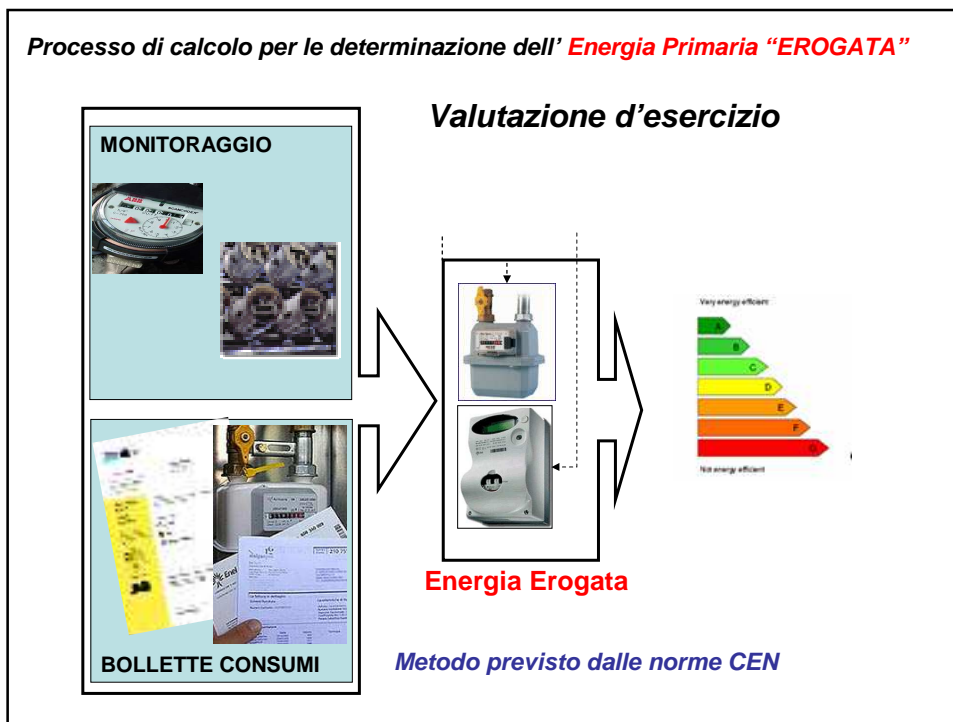 Processo di calcolo per le determinazione dell’ Energia Primaria “EROGATA”
Valutazione d’esercizio
MONITORAGGIO
ABB
Very energy efficient
A
B
C
D
E
F
G
Not energy efficient
Energia Erogata
BOLLETTE CONSUMI
Metodo previsto dalle norme CEN